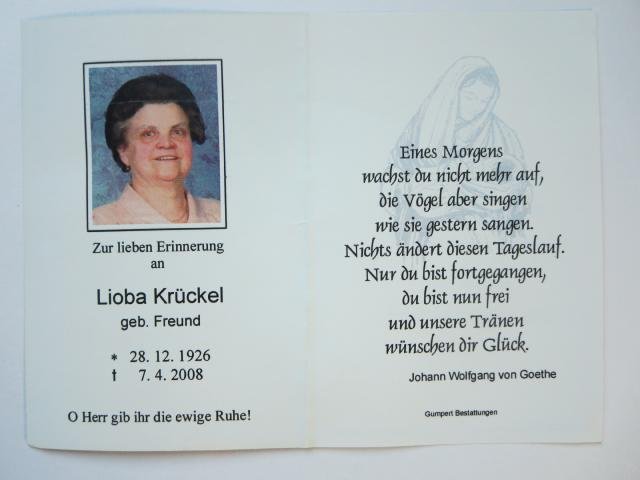 Zur lieben Erinnerung
an
Lioba Krückel
geb. Freund
* 28. 12. 1926
† 7. 4. 2008
O Herr gib ihr die ewige Ruhe!
Eines Morgens
wachst du nicht mehr auf,
die Vögel aber singen
wie sie gestern sangen.
Nichts ändert diesen Tageslauf.
Nur du bist fortgegangen,
du bist nun frei
und unsere Tränen
wünschen dir Glück.
Johann Wolfgang von Goethe
Gumpert Bestattungen